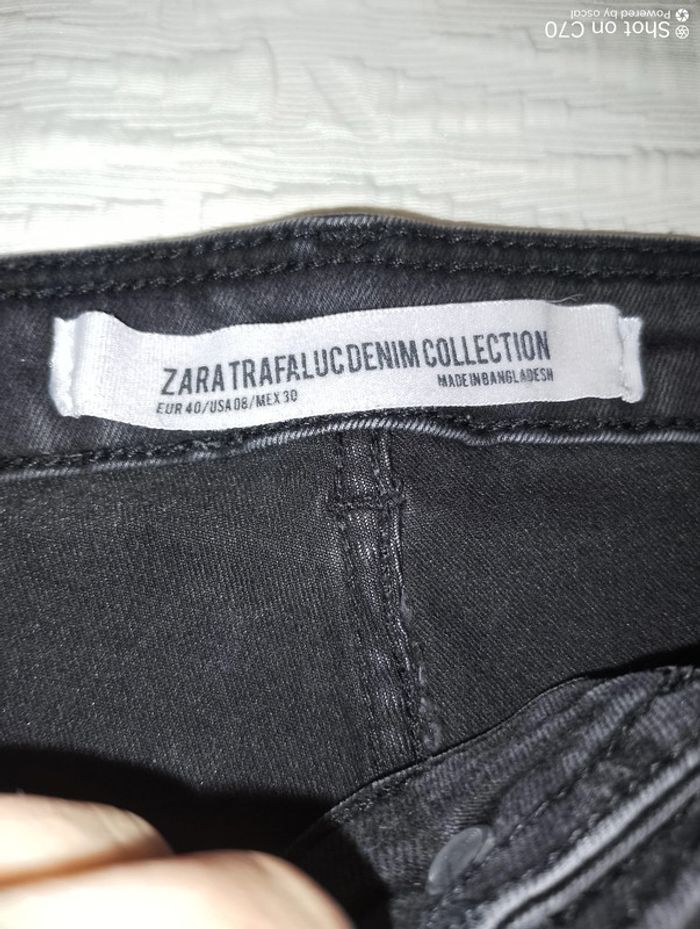 Shot on C70
Powered by oscal
ZARA TRAFALUC DENIM COLLECTION
MADE IN BANGLADESH
EUR 40/USA 08/MEX 30